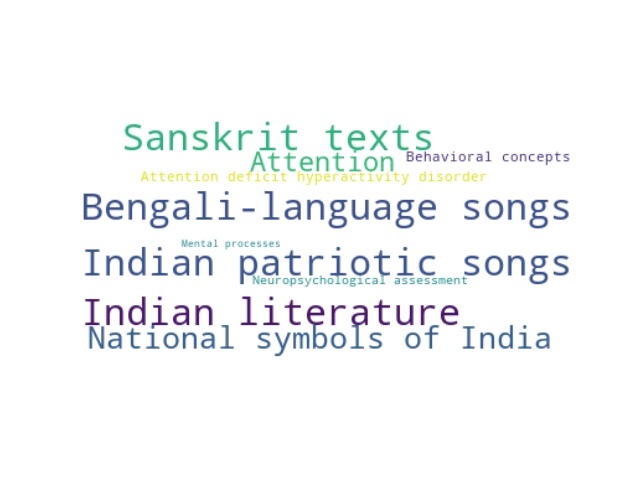 Sanskrit texts
Attention
Behavioral concepts
Attention deficit hyperactivity disorder
Bengali-language songs
Mental processes
Indian patriotic songs
Neuropsychological assessment
Indian literature
National symbols of India